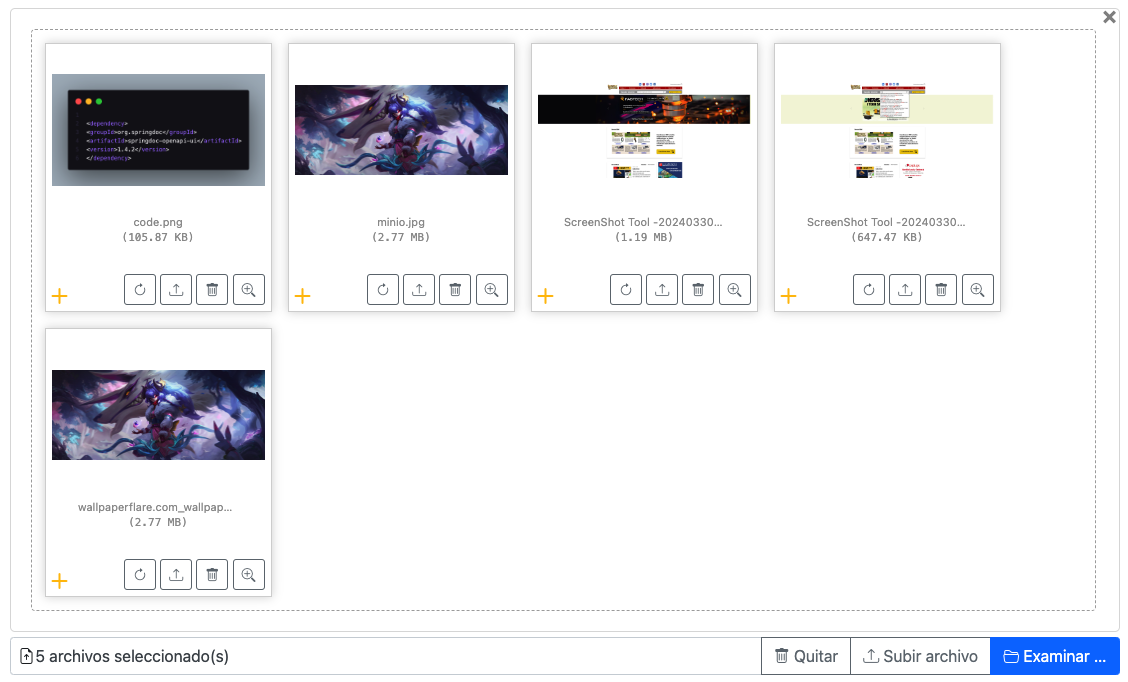 <dependency>
<groupId>org.springdoc</groupId>
<artifactId>springdoc-openapi-ui</artifactId>
<version>1.4.2</version>
</dependency>
code.png
(105.87 KB)
minio.jpg
(2.77 MB)
ScreenShot Tool -20240330...
(1.19 MB)
ScreenShot Tool -20240330...
(647.47 KB)
wallpaperflare.com_wallpap...
(2.77 MB)
5 archivos seleccionado(s)
Quitar
Subir archivo
Examinar ...